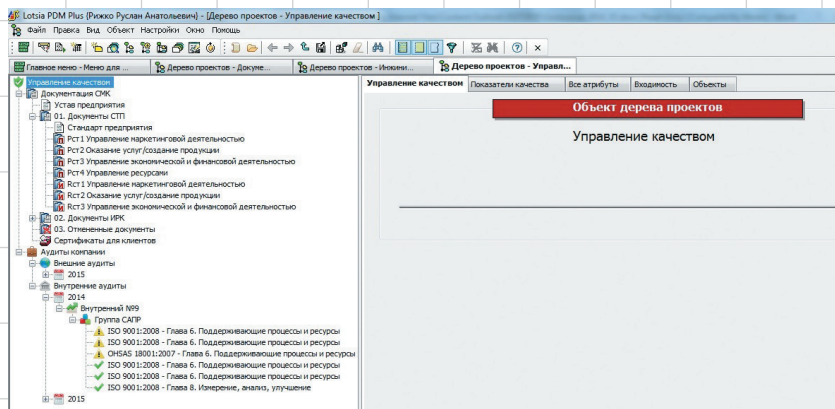 Lotsia PDM Plus (Рижко Руслан Анатольевич) - [Дерево проектов - Управление качеством ]
Файл Правка Вид Объект Настройки Окно Помощь
Главное меню - Меню для ...
Дерево проектов - Докуме...
Дерево проектов - Инжини...
Дерево проектов - Управл...
Управление качеством
Документация СМК
Устав предприятия
01. Документы СТП
Стандарт предприятия
Рст1 Управление маркетинговой деятельностью
Рст2 Оказание услуг/создание продукции
Рст3 Управление экономической и финансовой деятельностью
Рст4 Управление ресурсами
Rст1 Управление маркетинговой деятельностью
Rст2 Оказание услуг/создание продукции
Rст3 Управление экономической и финансовой деятельностью
02. Документы ИРК
03. Отмененные документы
Сертификаты для клиентов
Аудиты компании
Внешние аудиты
2015
Внутренние аудиты
2014
Внутренний №9
Группа САПР
ISO 9001:2008 - Глава 6. Поддерживающие процессы и ресурсы
ISO 9001:2008 - Глава 6. Поддерживающие процессы и ресурсы
OHSAS 18001:2007 - Глава 6. Поддерживающие процессы и ресурсы
ISO 9001:2008 - Глава 6. Поддерживающие процессы и ресурсы
ISO 9001:2008 - Глава 6. Поддерживающие процессы и ресурсы
ISO 9001:2008 - Глава 8. Измерение, анализ, улучшение
2015
Управление качеством
Показатели качества
Все атрибуты
Входимость
Объекты
Объект дерева проектов
Управление качеством